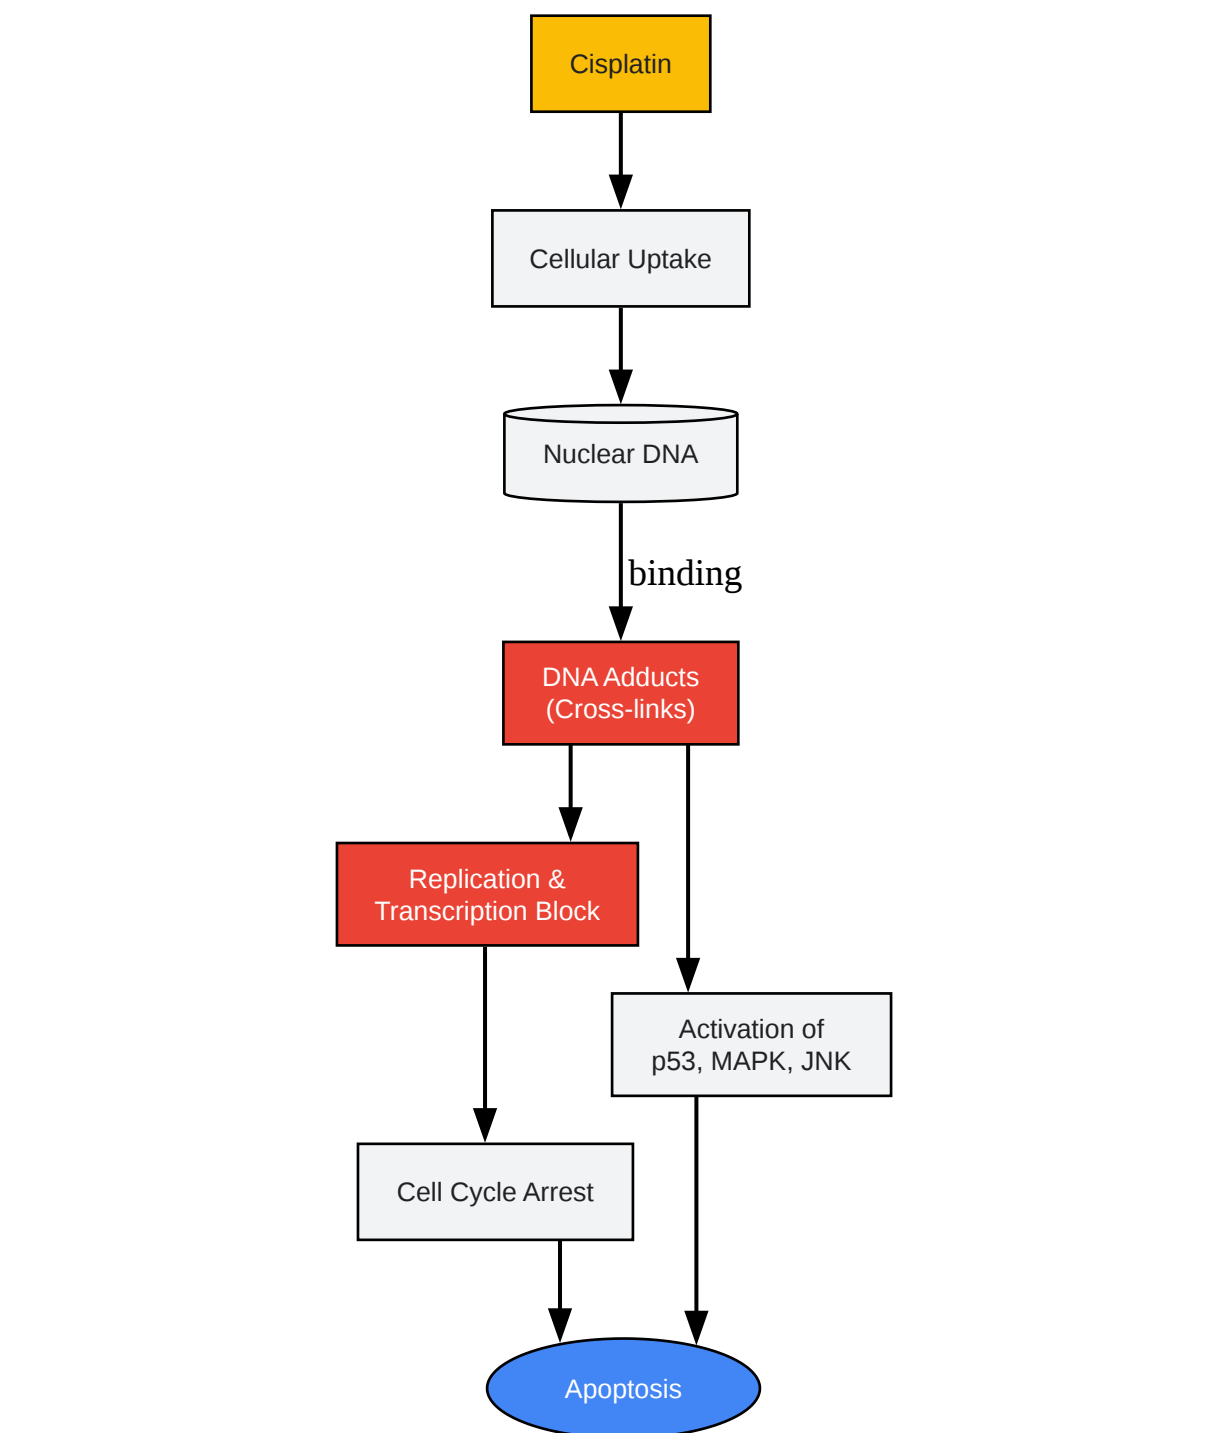 Cisplatin
Cellular Uptake
Nuclear DNA
binding
DNA Adducts
(Cross-links)
Replication &
Transcription Block
Activation of
p53, MAPK, JNK
Cell Cycle Arrest
Apoptosis